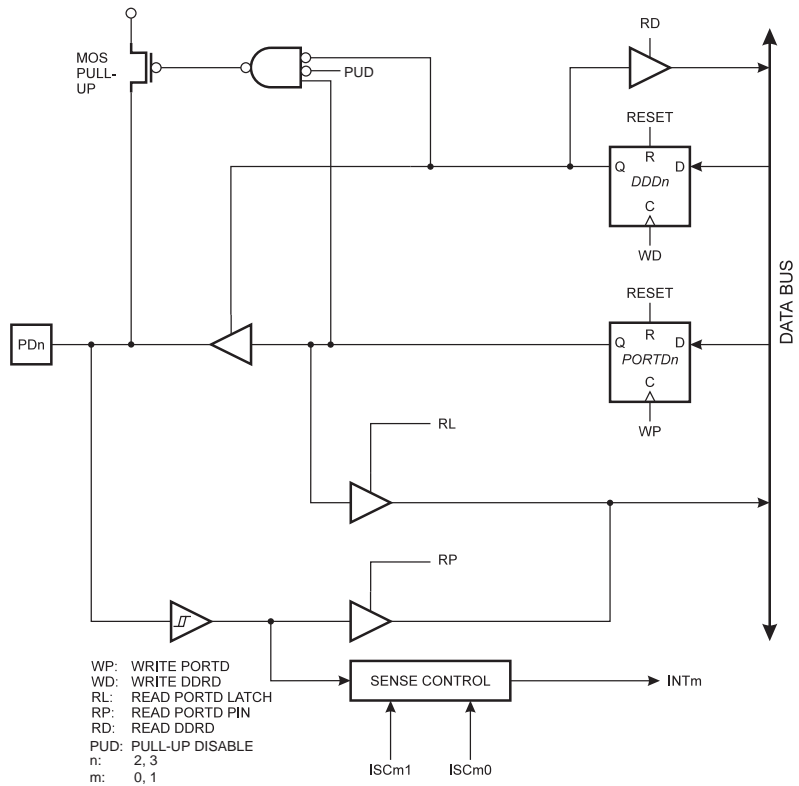 RD
MOS
PULL-
UP
PUD
RESET
R
Q
D
DDDn
C
WD
DATA BUS
RESET
R
PDn
Q
D
PORTDn
C
WP
RL
RP
WP: WRITE PORTD
WD: WRITE DDRD
RL: READ PORTD LATCH
RP: READ PORTD PIN
RD: READ DDRD
PUD: PULL-UP DISABLE
n: 2, 3
m: 0, 1
SENSE CONTROL
INTm
ISCm1
ISCm0